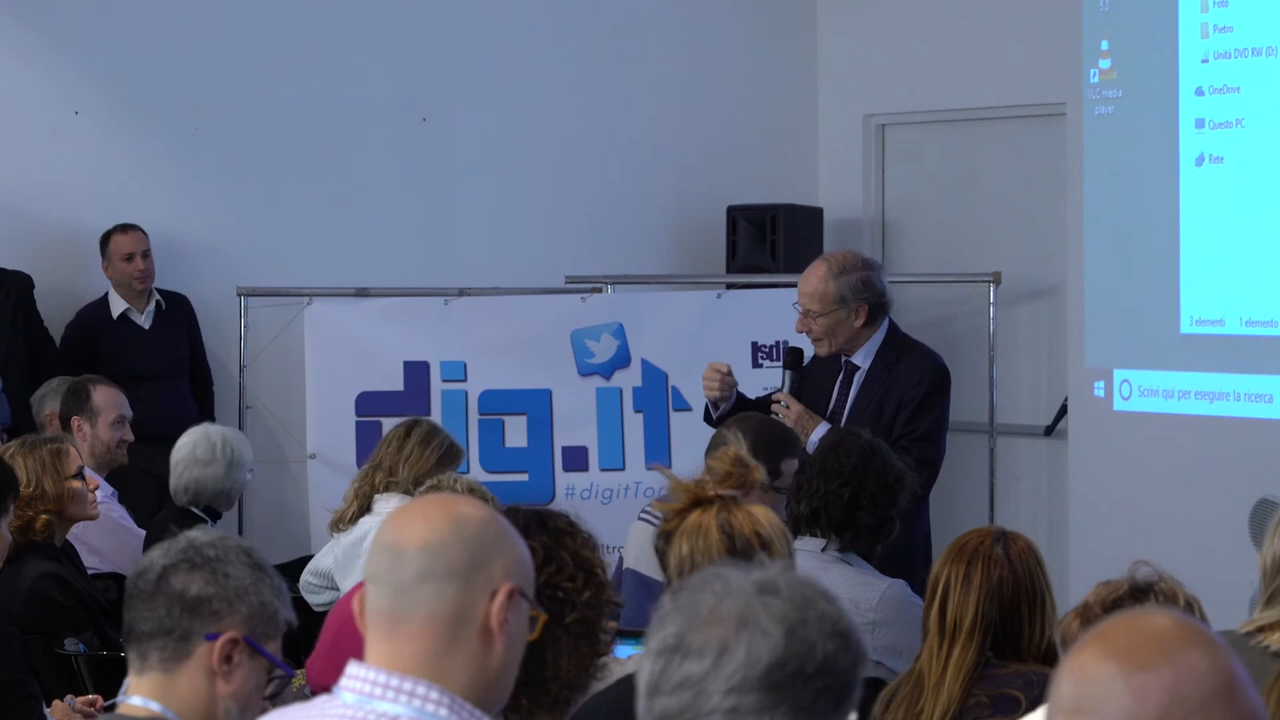 Foto
Pietro
Unità DVD RW (D:)
VLC media
player
OneDrive
Questo PC
Rete
3 elementi
1 elemento
Scrivi qui per eseguire la ricerca
lsdi
dig.it
#digitTor